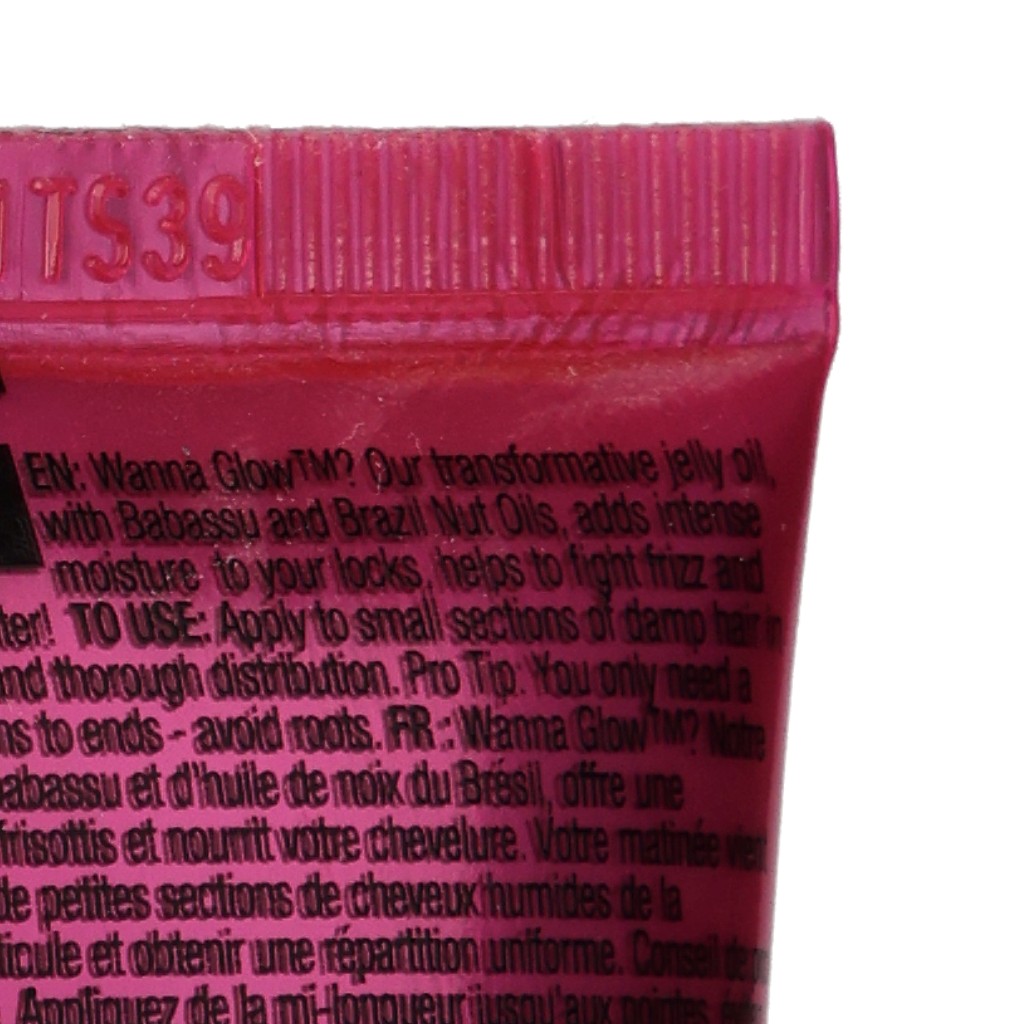 1TS39
EN: Wanna Glow™? Our transformative jelly oil,
with Babassu and Brazil Nut Oils, adds intense
moisture to your locks, helps to fight frizz and
ter! TO USE: Apply to small sections of damp hair
nd thorough distribution. Pro Tip: You only need a
ns to ends - avoid roots. FR : Wanna Glow™? Notre
babassu et d'huile de noix du Brésil, offre une
frisottis et nourrit votre chevelure. Votre matinée
de petites sections de cheveux humides de la
ticule et obtenir une répartition uniforme. Conseil de
Appliquez de la mi-longueur jusqu'aux pointes,